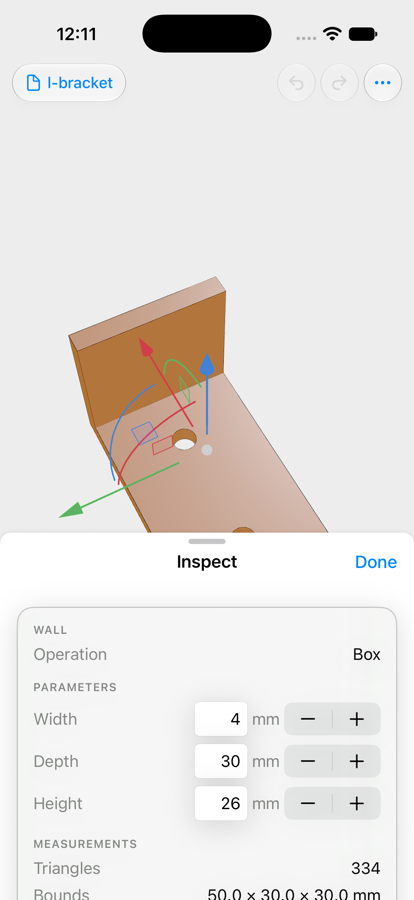 12:11
l-bracket
Inspect
Done
WALL
Operation Box
PARAMETERS
Width 4 mm − +
Depth 30 mm − +
Height 26 mm − +
MEASUREMENTS
Triangles 334
Bounds 50.0 × 30.0 × 30.0 mm